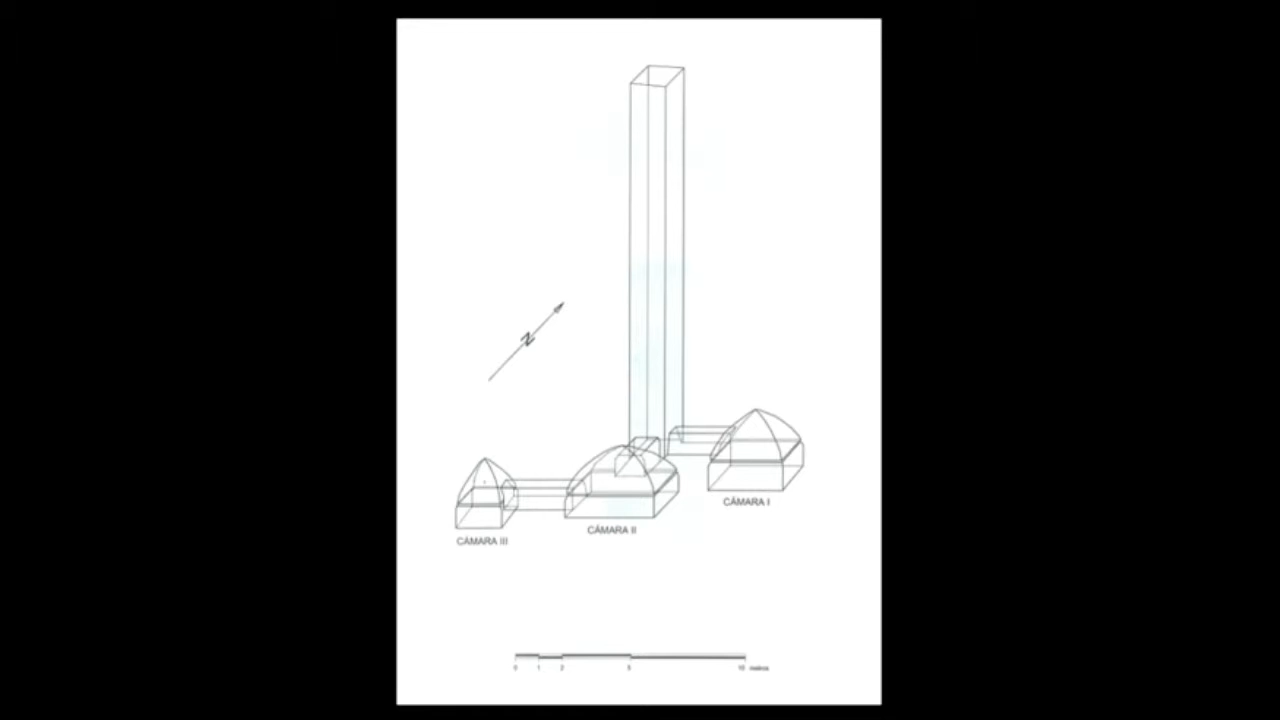 N
CÁMARA I
CÁMARA II
CÁMARA III
0 1 2 5 10 metros